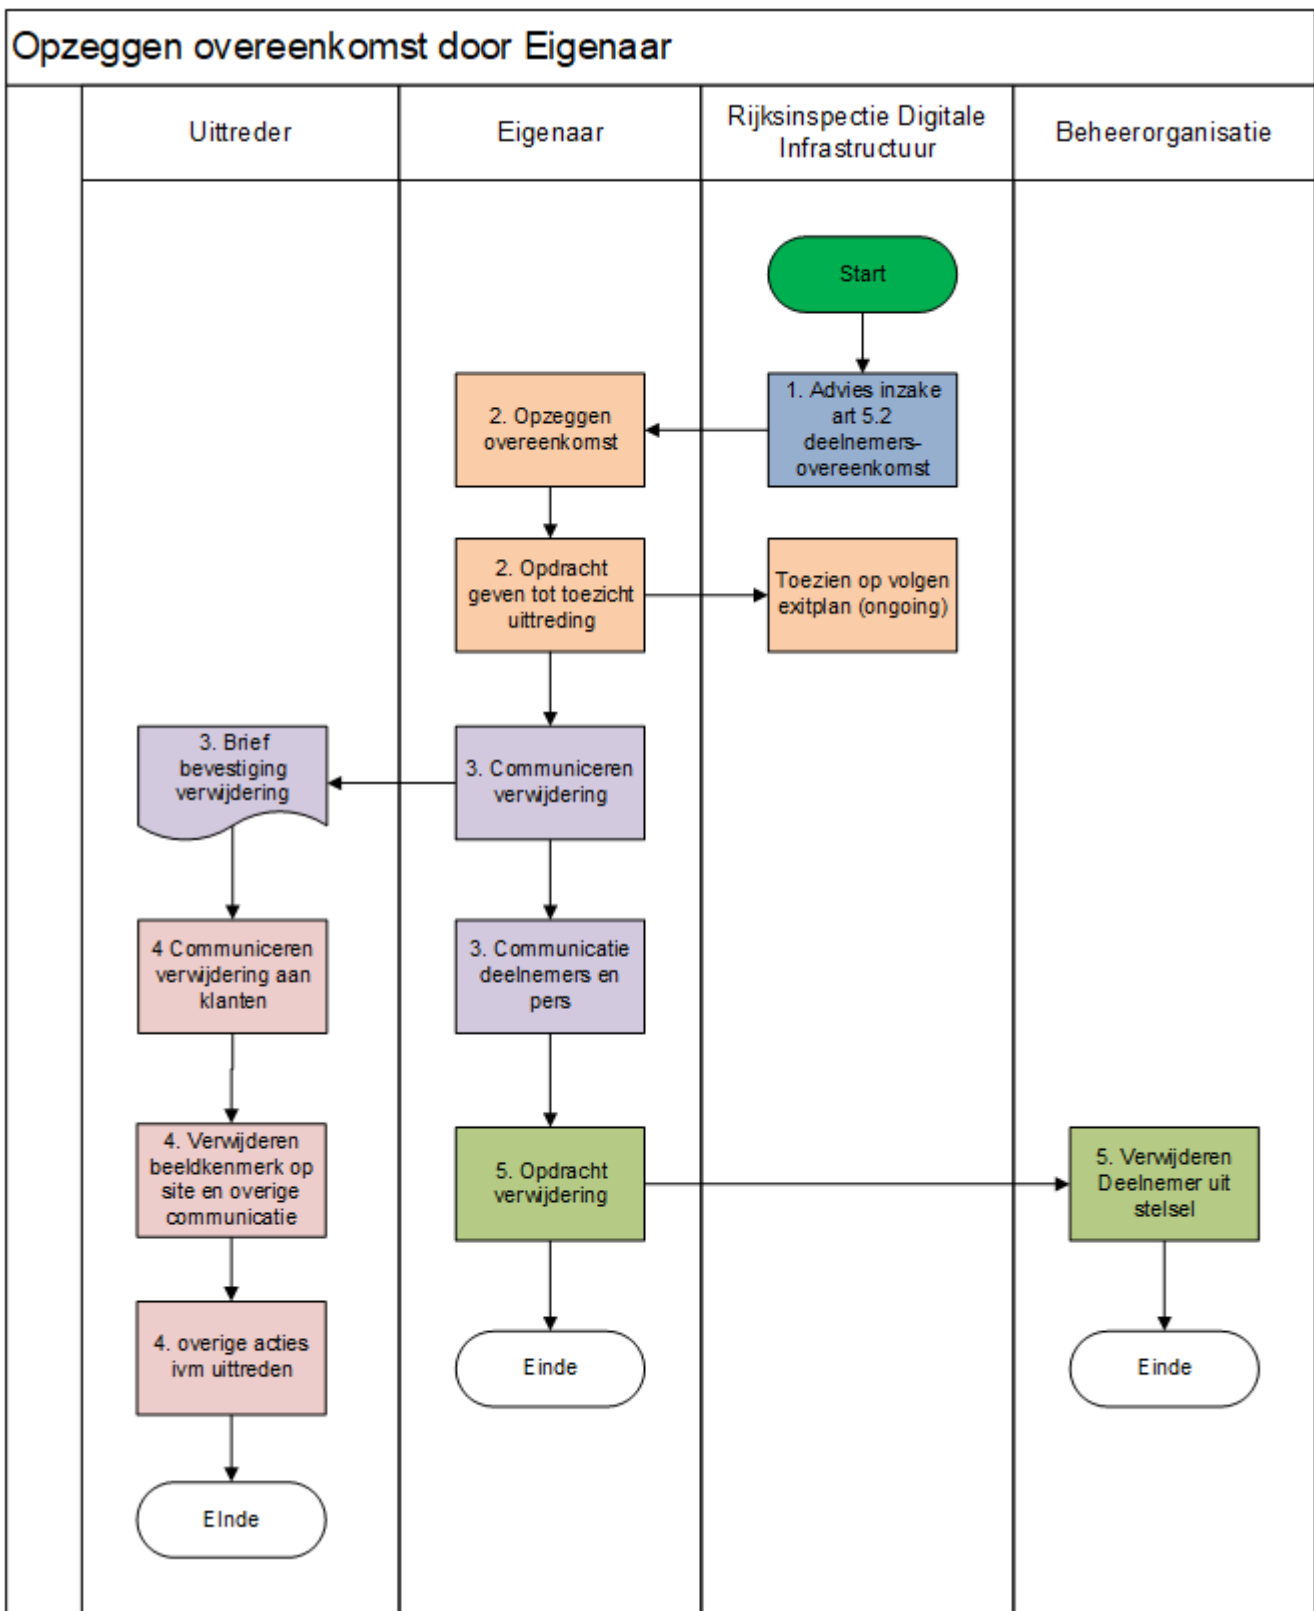 Opzeggen overeenkomst door Eigenaar
Uittreder
Eigenaar
Rijksinspectie Digitale
Infrastructuur
Beheerorganisatie
Start
2. Opzeggen
overeenkomst
1. Advies inzake
art 5.2
deelnemers-
overeenkomst
2. Opdracht
geven tot toezicht
uittreding
Toezien op volgen
exitplan (ongoing)
3. Brief
bevestiging
verwijdering
3. Communiceren
verwijdering
4 Communiceren
verwijdering aan
klanten
3. Communicatie
deelnemers en
pers
4. Verwijderen
beeldkenmerk op
site en overige
communicatie
5. Opdracht
verwijdering
5. Verwijderen
Deelnemer uit
stelsel
4. overige acties
ivm uittreden
Einde
Einde
EInde